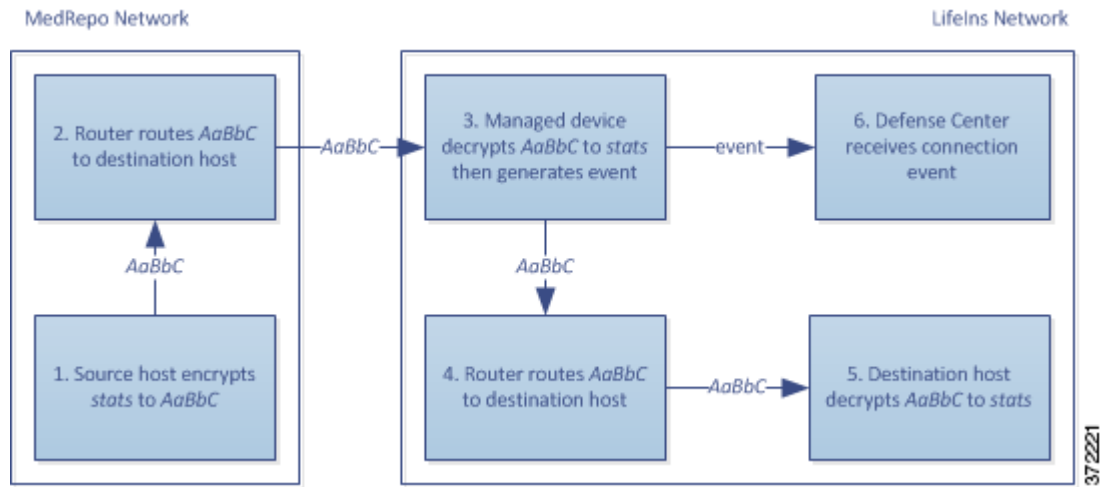 MedRepo Network
LifeIns Network
2. Router routes AaBbC
to destination host
AaBbC
3. Managed device
decrypts AaBbC to stats
then generates event
event
6. Defense Center
receives connection
event
AaBbC
AaBbC
1. Source host encrypts
stats to AaBbC
4. Router routes AaBbC
to destination host
AaBbC
5. Destination host
decrypts AaBbC to stats
372221